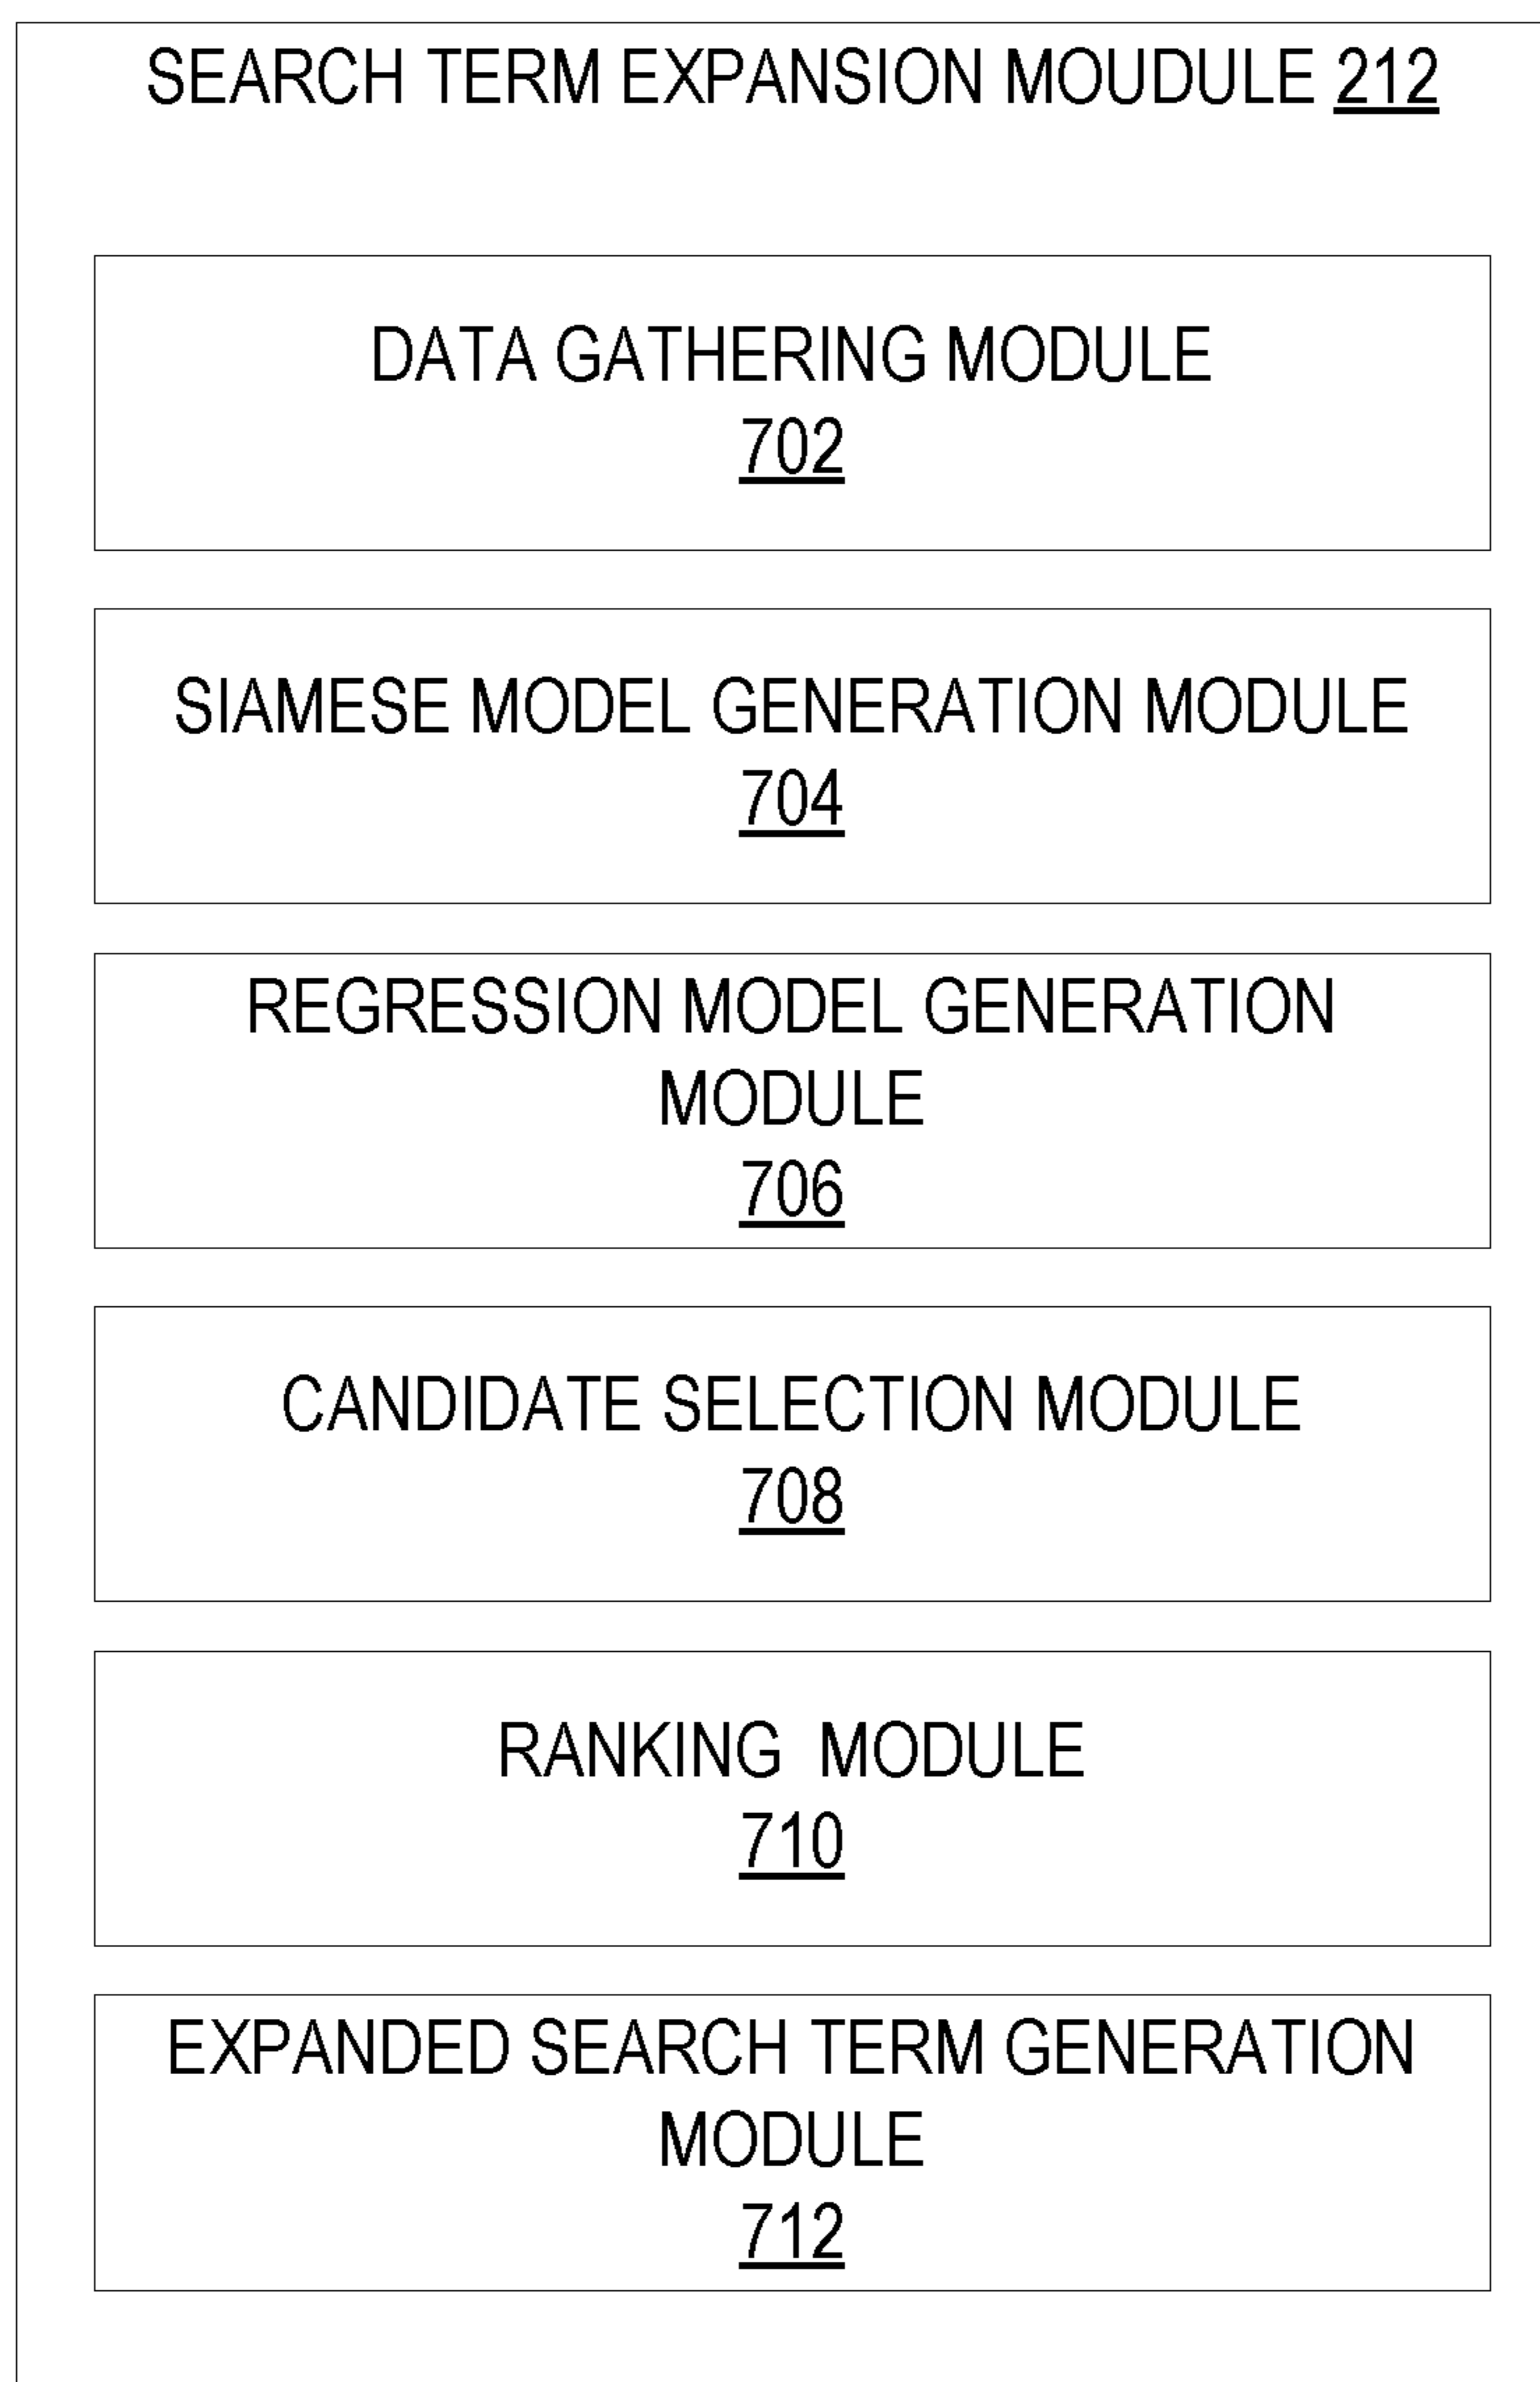 SEARCH TERM EXPANSION MOUDULE 212
DATA GATHERING MODULE
702
SIAMESE MODEL GENERATION MODULE
704
REGRESSION MODEL GENERATION
MODULE
706
CANDIDATE SELECTION MODULE
708
RANKING MODULE
710
EXPANDED SEARCH TERM GENERATION
MODULE
712